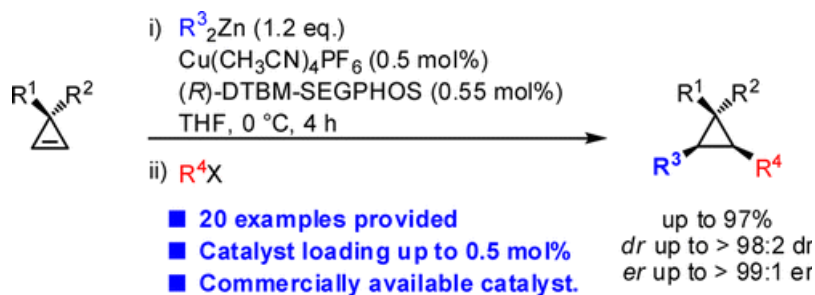 i) R³₂Zn (1.2 eq.)
Cu(CH₃CN)₄PF₆ (0.5 mol%)
(R)-DTBM-SEGPHOS (0.55 mol%)
THF, 0 °C, 4 h
R¹ R²
R¹ R²
R³ R⁴
ii) R⁴X
■ 20 examples provided
■ Catalyst loading up to 0.5 mol%
■ Commercially available catalyst.
up to 97%
dr up to > 98:2 dr
er up to > 99:1 er